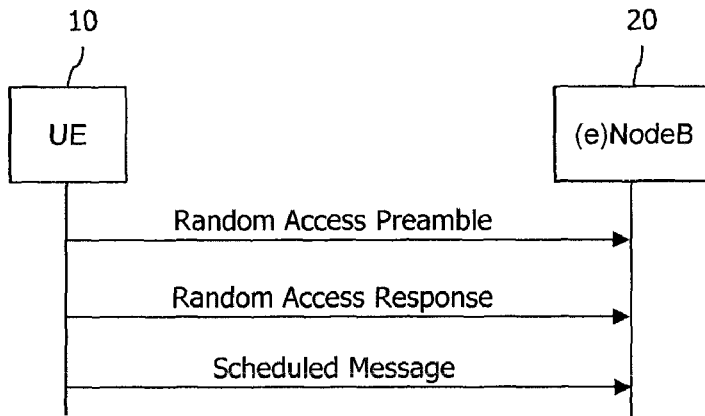 10
20
UE
(e)NodeB
Random Access Preamble
Random Access Response
Scheduled Message